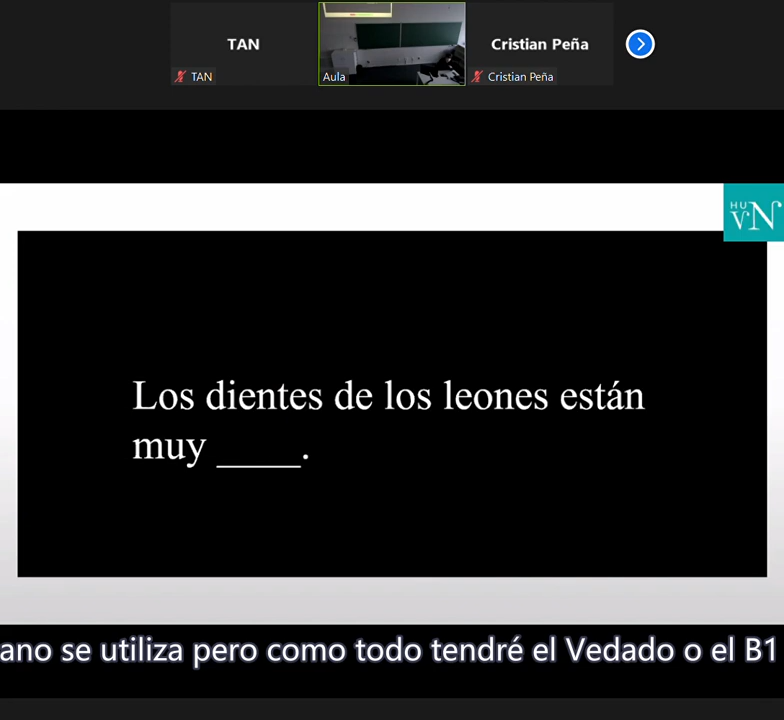 TAN
Cristian Peña
TAN
Aula
Cristian Peña
HU
VN
Los dientes de los leones están
muy _____.
ano se utiliza pero como todo tendré el Vedado o el B1